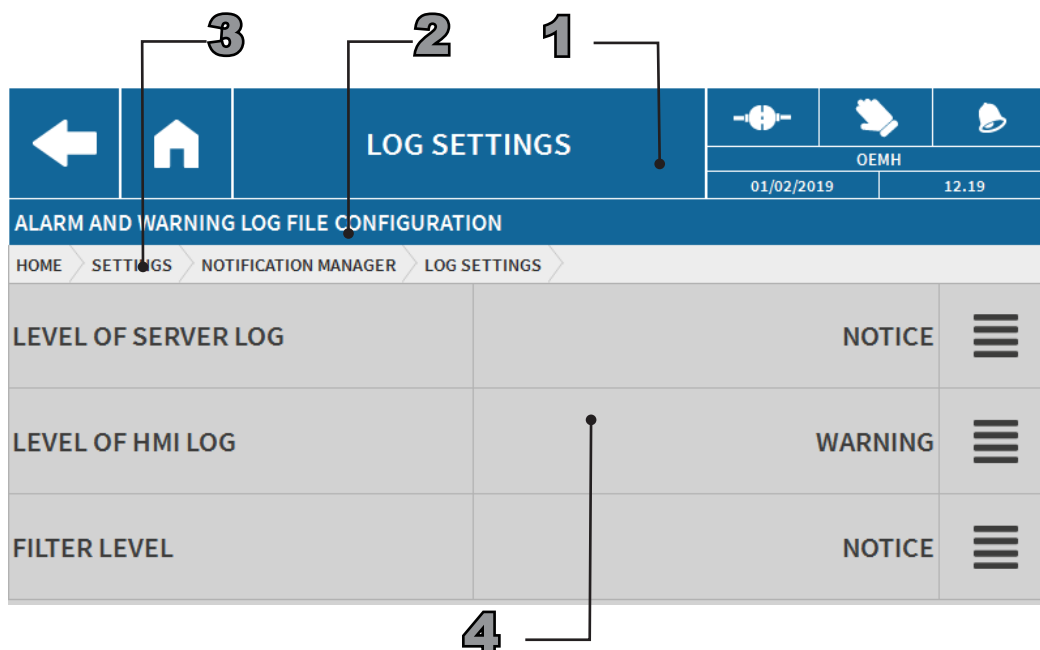 3 2 1
LOG SETTINGS
OEMH
01/02/2019 12.19
ALARM AND WARNING LOG FILE CONFIGURATION
HOME SETTINGS NOTIFICATION MANAGER LOG SETTINGS
LEVEL OF SERVER LOG NOTICE
LEVEL OF HMI LOG WARNING
FILTER LEVEL NOTICE
4